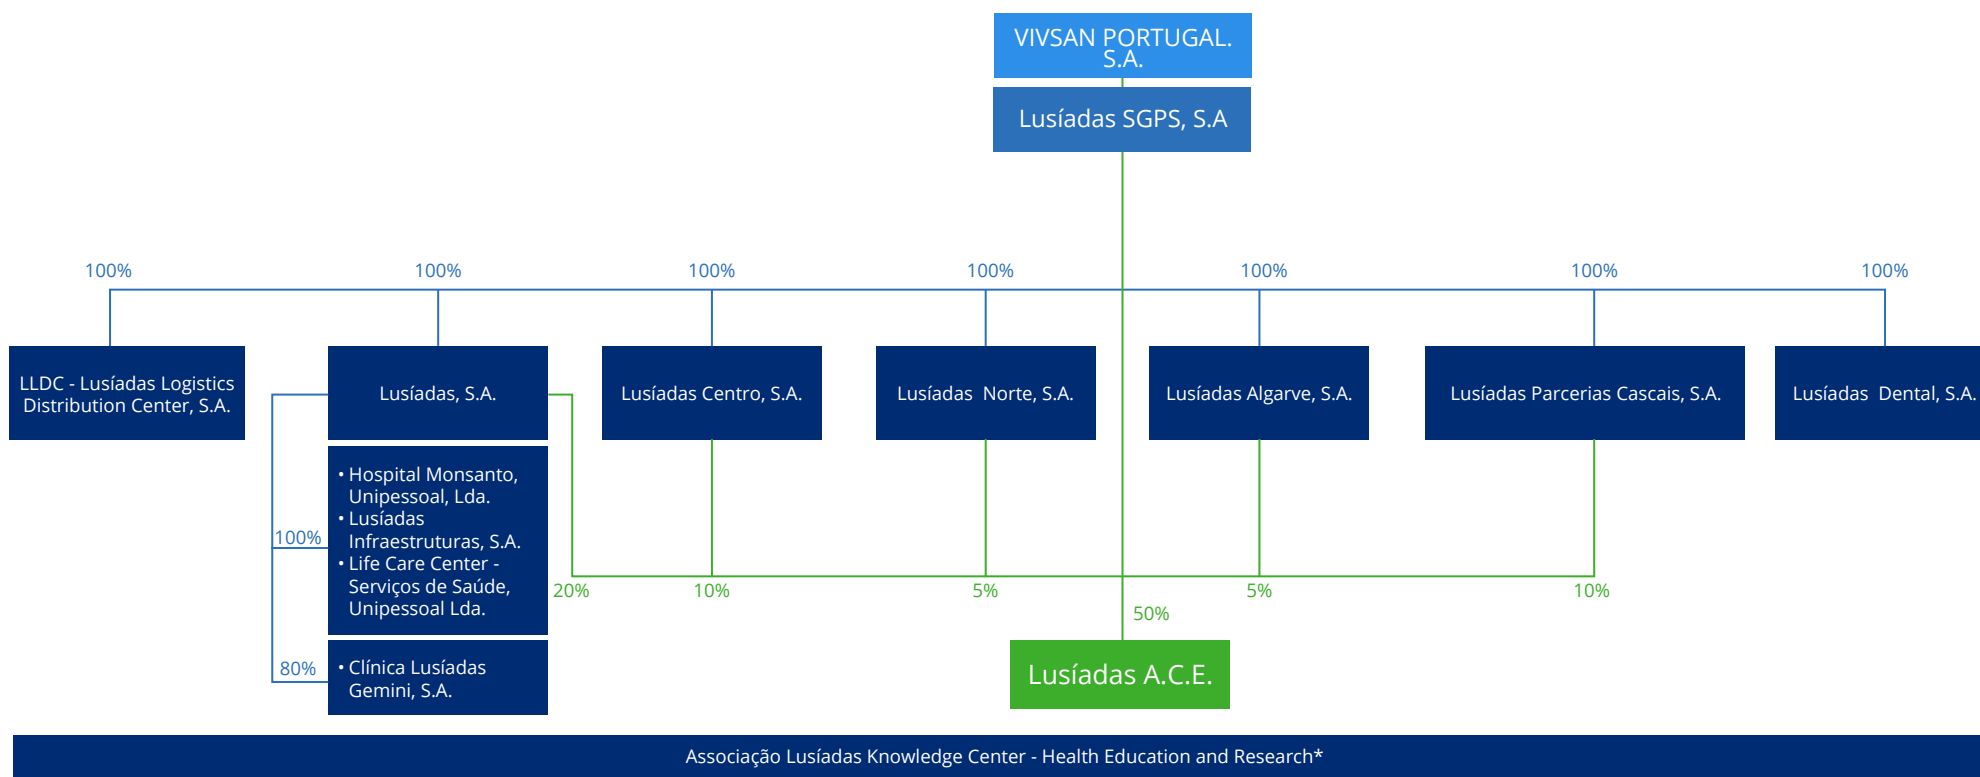 VIVSAN PORTUGAL.
S.A.
Lusíadas SGPS, S.A
100%
100%
100%
100%
100%
100%
100%
LLDC - Lusíadas Logistics
Distribution Center, S.A.
Lusíadas, S.A.
Lusíadas Centro, S.A.
Lusíadas Norte, S.A.
Lusíadas Algarve, S.A.
Lusíadas Parcerias Cascais, S.A.
Lusíadas Dental, S.A.
100%
• Hospital Monsanto,
Unipessoal, Lda.
• Lusíadas
Infraestruturas, S.A.
• Life Care Center -
Serviços de Saúde,
Unipessoal Lda.
20%
10%
5%
5%
10%
50%
80%
• Clínica Lusíadas
Gemini, S.A.
Lusíadas A.C.E.
Associação Lusíadas Knowledge Center - Health Education and Research*